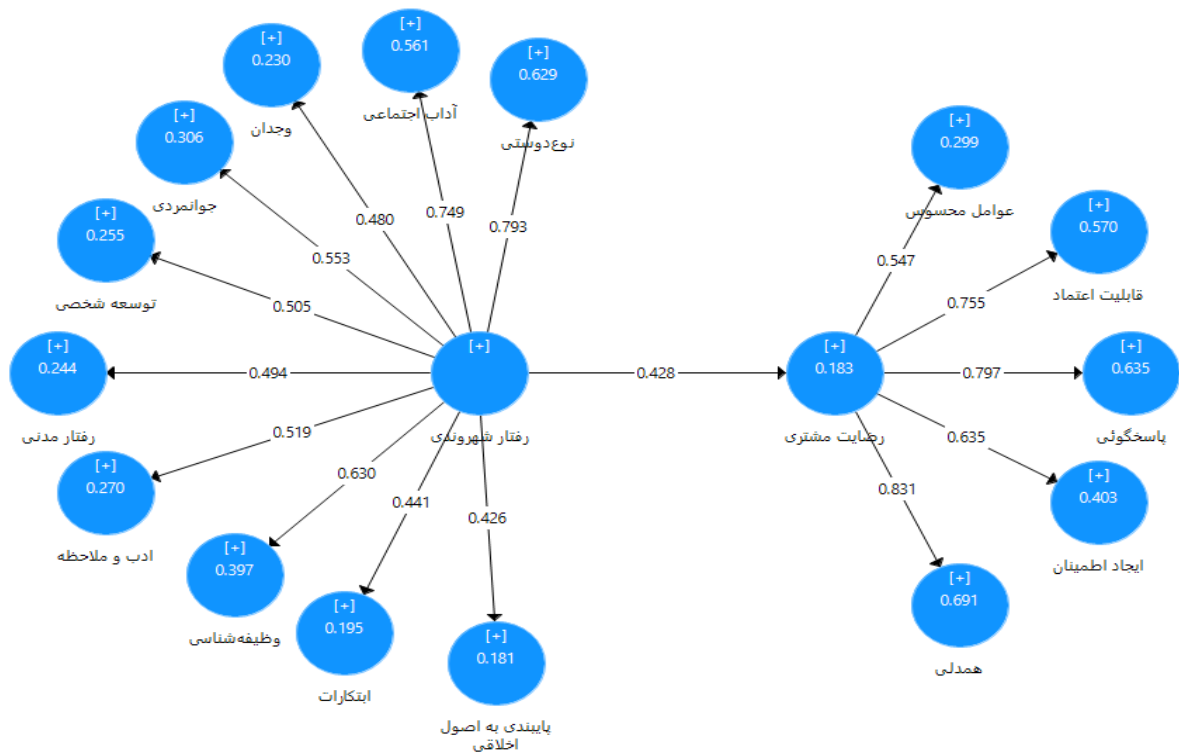 [+]
0.561
آداب اجتماعی
[+]
0.230
وجدان
[+]
0.629
نوع‌دوستی
[+]
0.306
جوانمردی
[+]
0.299
عوامل محسوس
[+]
0.255
توسعه شخصی
[+]
0.570
قابلیت اعتماد
0.480
0.749
0.793
0.553
0.547
0.505
0.755
[+]
0.244
رفتار مدنی
0.494
[+]
رفتار شهروندی
0.428
[+]
0.183
رضایت مشتری
0.797
[+]
0.635
پاسخگوئی
0.519
0.630
0.441
0.426
0.635
0.831
[+]
0.270
ادب و ملاحظه
[+]
0.403
ایجاد اطمینان
[+]
0.397
وظیفه‌شناسی
[+]
0.691
همدلی
[+]
0.195
ابتکارات
[+]
0.181
پایبندی به اصول
اخلاقی